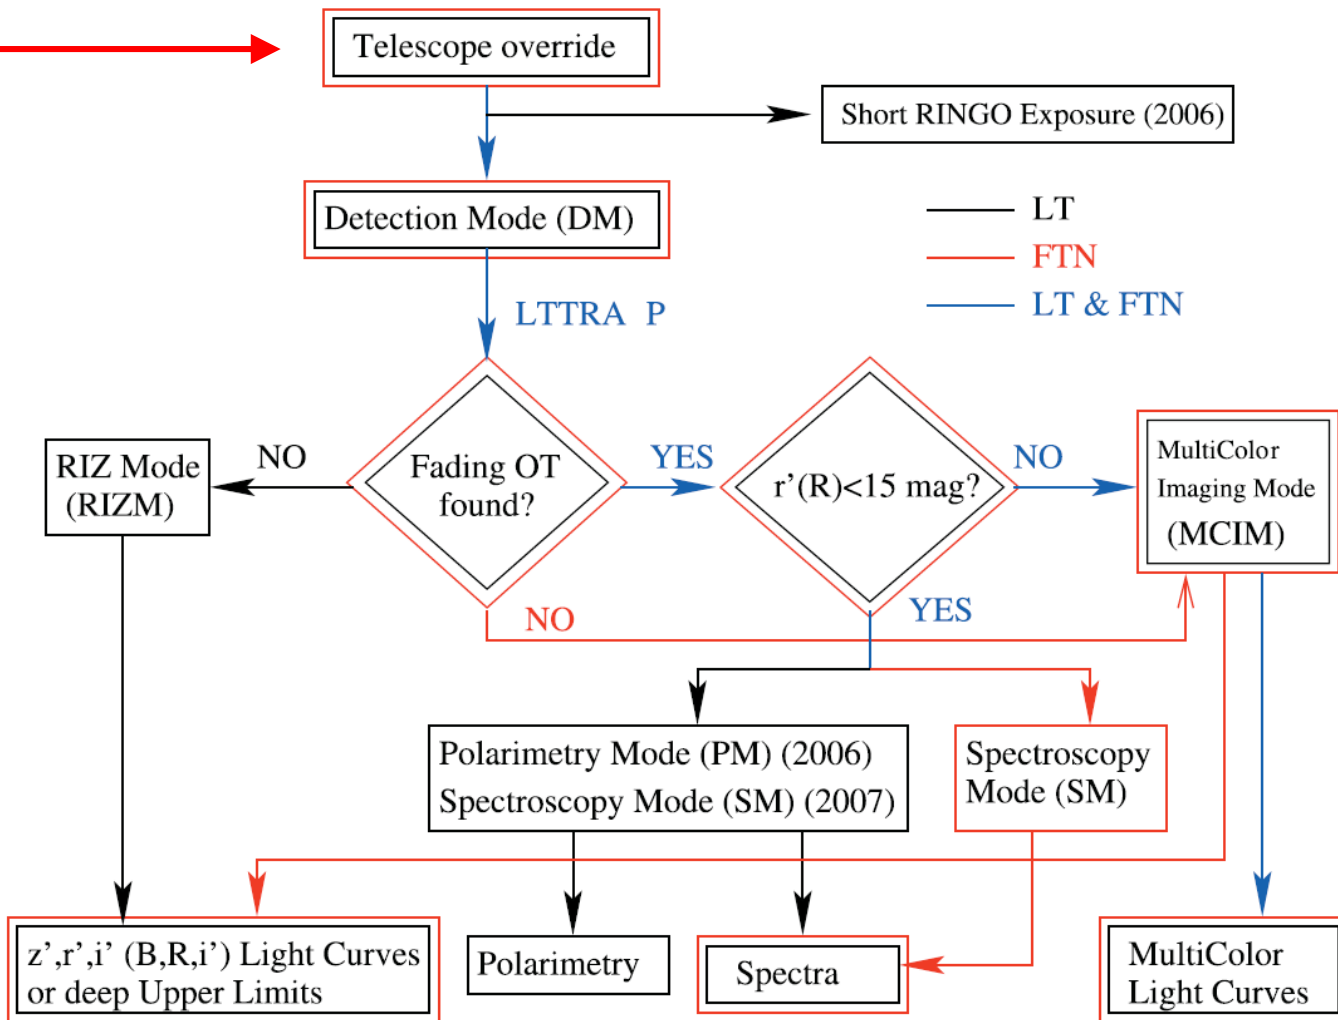 Telescope override
Short RINGO Exposure (2006)
Detection Mode (DM)
LT
FTN
LT & FTN
LTTRA P
RIZ Mode
(RIZM)
NO
Fading OT
found?
YES
r'(R)<15 mag?
NO
MultiColor
Imaging Mode
(MCIM)
NO
YES
Polarimetry Mode (PM) (2006)
Spectroscopy Mode (SM) (2007)
Spectroscopy
Mode (SM)
z',r',i' (B,R,i') Light Curves
or deep Upper Limits
Polarimetry
Spectra
MultiColor
Light Curves